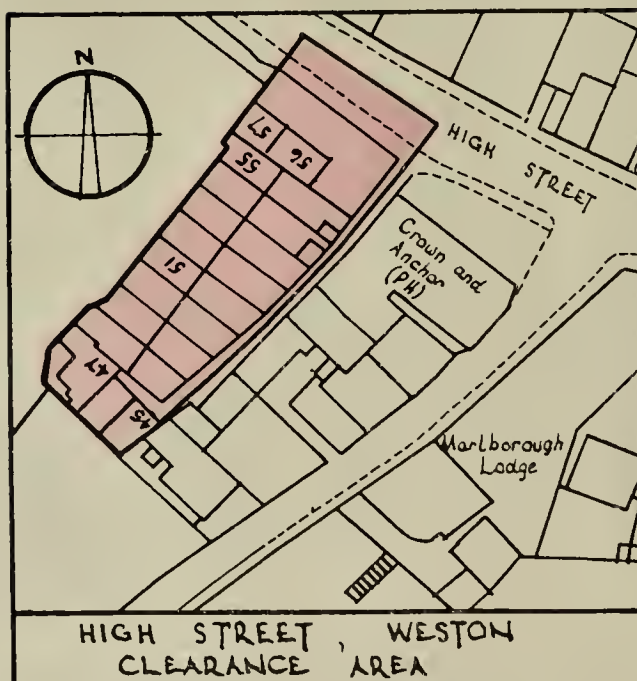 N
HIGH STREET
57
56
55
51
47
45
Crown and
Anchor
(PH)
Marlborough
Lodge
HIGH STREET, WESTON
CLEARANCE AREA